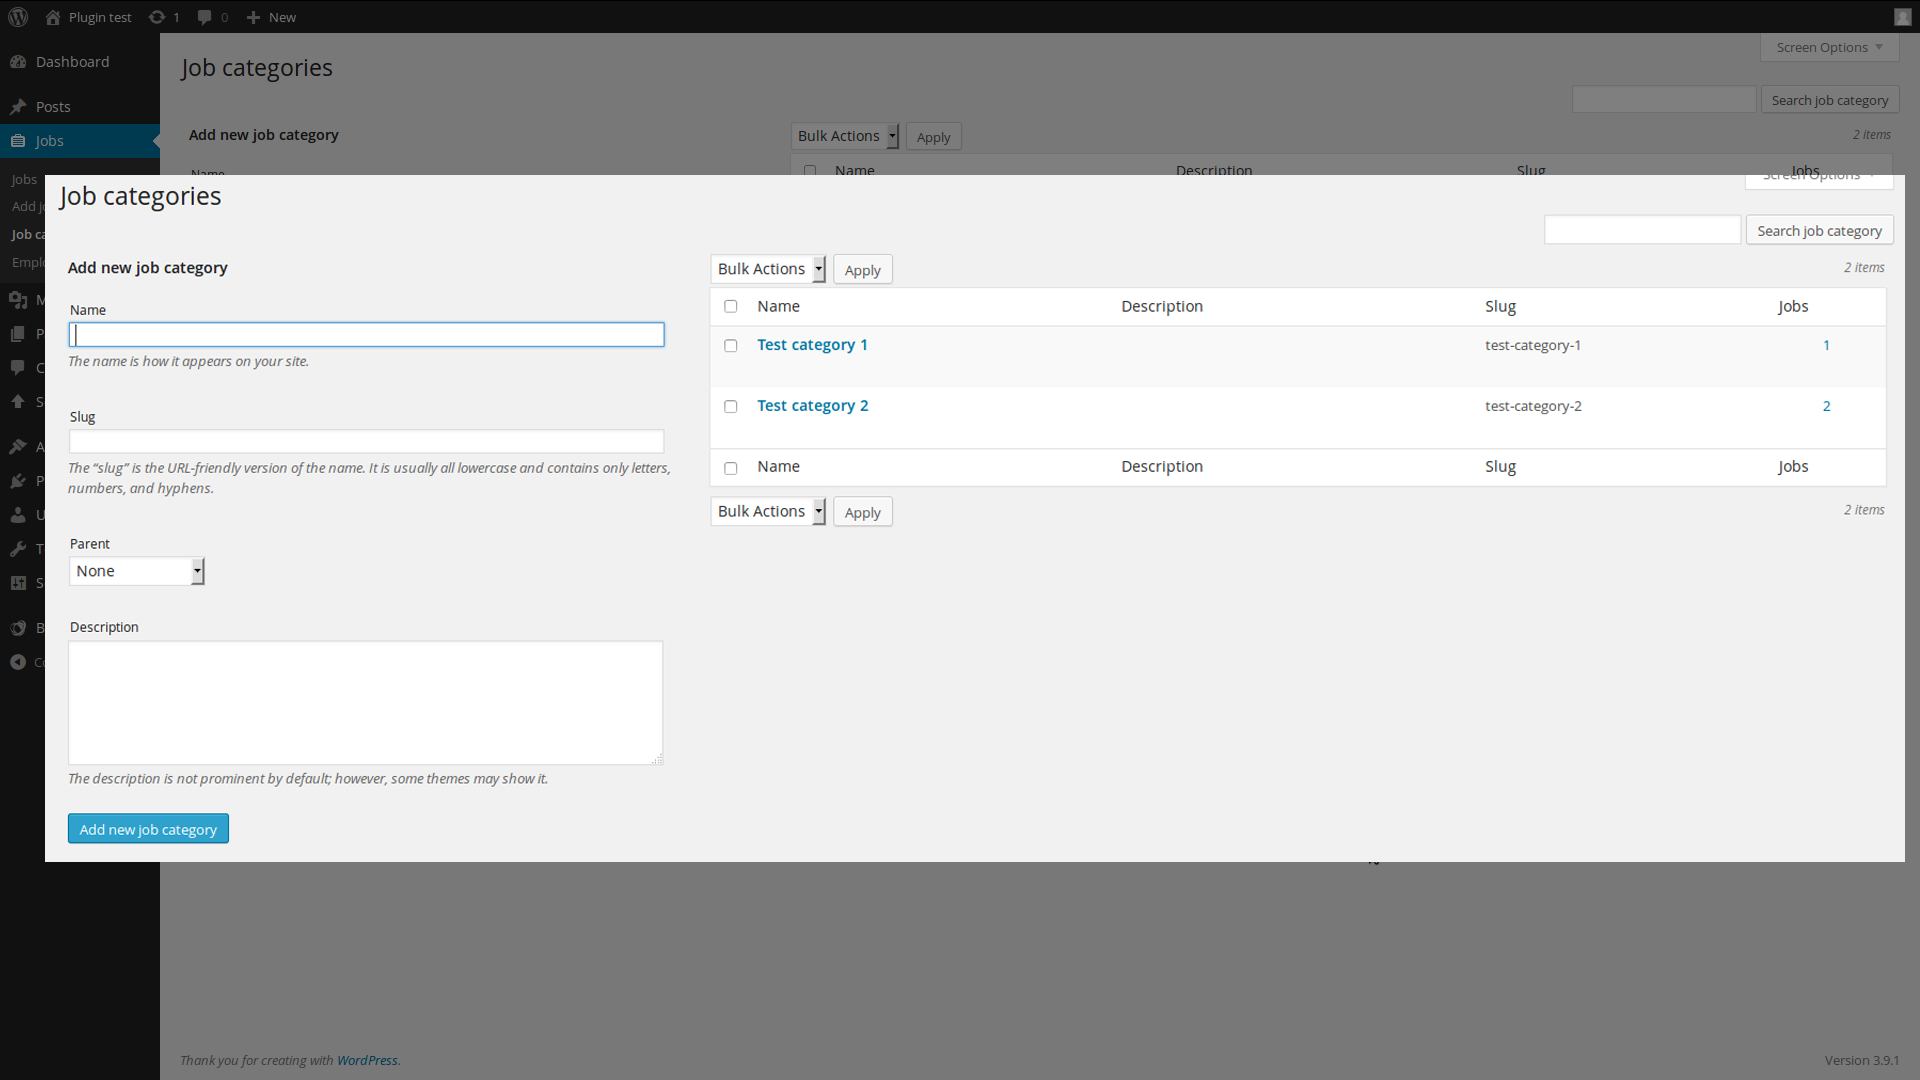 Plugin test 1 0 New
Dashboard
Posts
Jobs
Jobs
Add jo
Job ca
Emplo
M
P
C
S
A
P
U
T
S
B
Co
Job categories
Screen Options
Search job category
Add new job category
Bulk Actions Apply
2 items
Name
Name Description Slug Jobs
Job categories
Screen Options
Search job category
Add new job category
Name
The name is how it appears on your site.
Slug
The “slug” is the URL-friendly version of the name. It is usually all lowercase and contains only letters,
numbers, and hyphens.
Parent
None
Description
The description is not prominent by default; however, some themes may show it.
Add new job category
Bulk Actions Apply
2 items
Name Description Slug Jobs
Test category 1 test-category-1 1
Test category 2 test-category-2 2
Name Description Slug Jobs
Bulk Actions Apply
2 items
Thank you for creating with WordPress.
Version 3.9.1